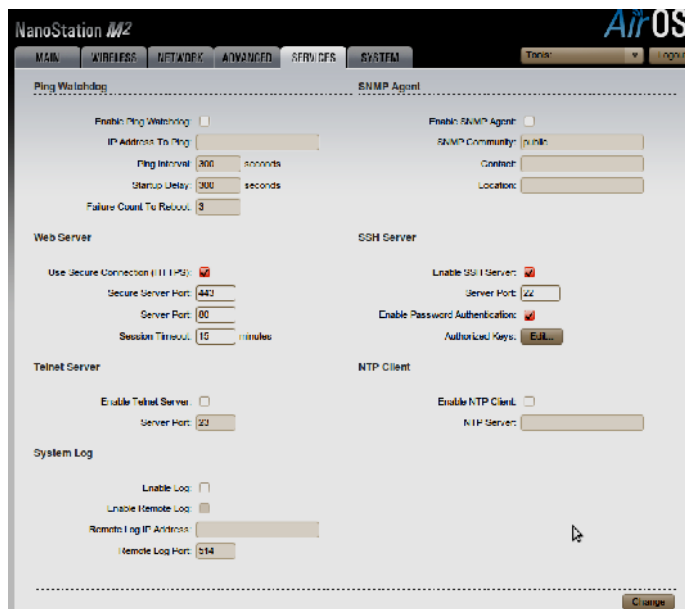 NanoStation M2
AirOS
MAIN WIRELESS NETWORK ADVANCED SERVICES SYSTEM Tools: Logout
Ping Watchdog
Enable Ping Watchdog:
IP Address To Ping:
Ping Interval: 300 seconds
Startup Delay: 300 seconds
Failure Count To Reboot: 3
SNMP Agent
Enable SNMP Agent:
SNMP Community: public
Contact:
Location:
Web Server
Use Secure Connection (HTTPS):
Secure Server Port: 443
Server Port: 80
Session Timeout: 15 minutes
SSH Server
Enable SSH Server:
Server Port: 22
Enable Password Authentication:
Authorized Keys: Edit...
Telnet Server
Enable Telnet Server:
Server Port: 23
NTP Client
Enable NTP Client:
NTP Server:
System Log
Enable Log:
Enable Remote Log:
Remote Log IP Address:
Remote Log Port: 514
Change